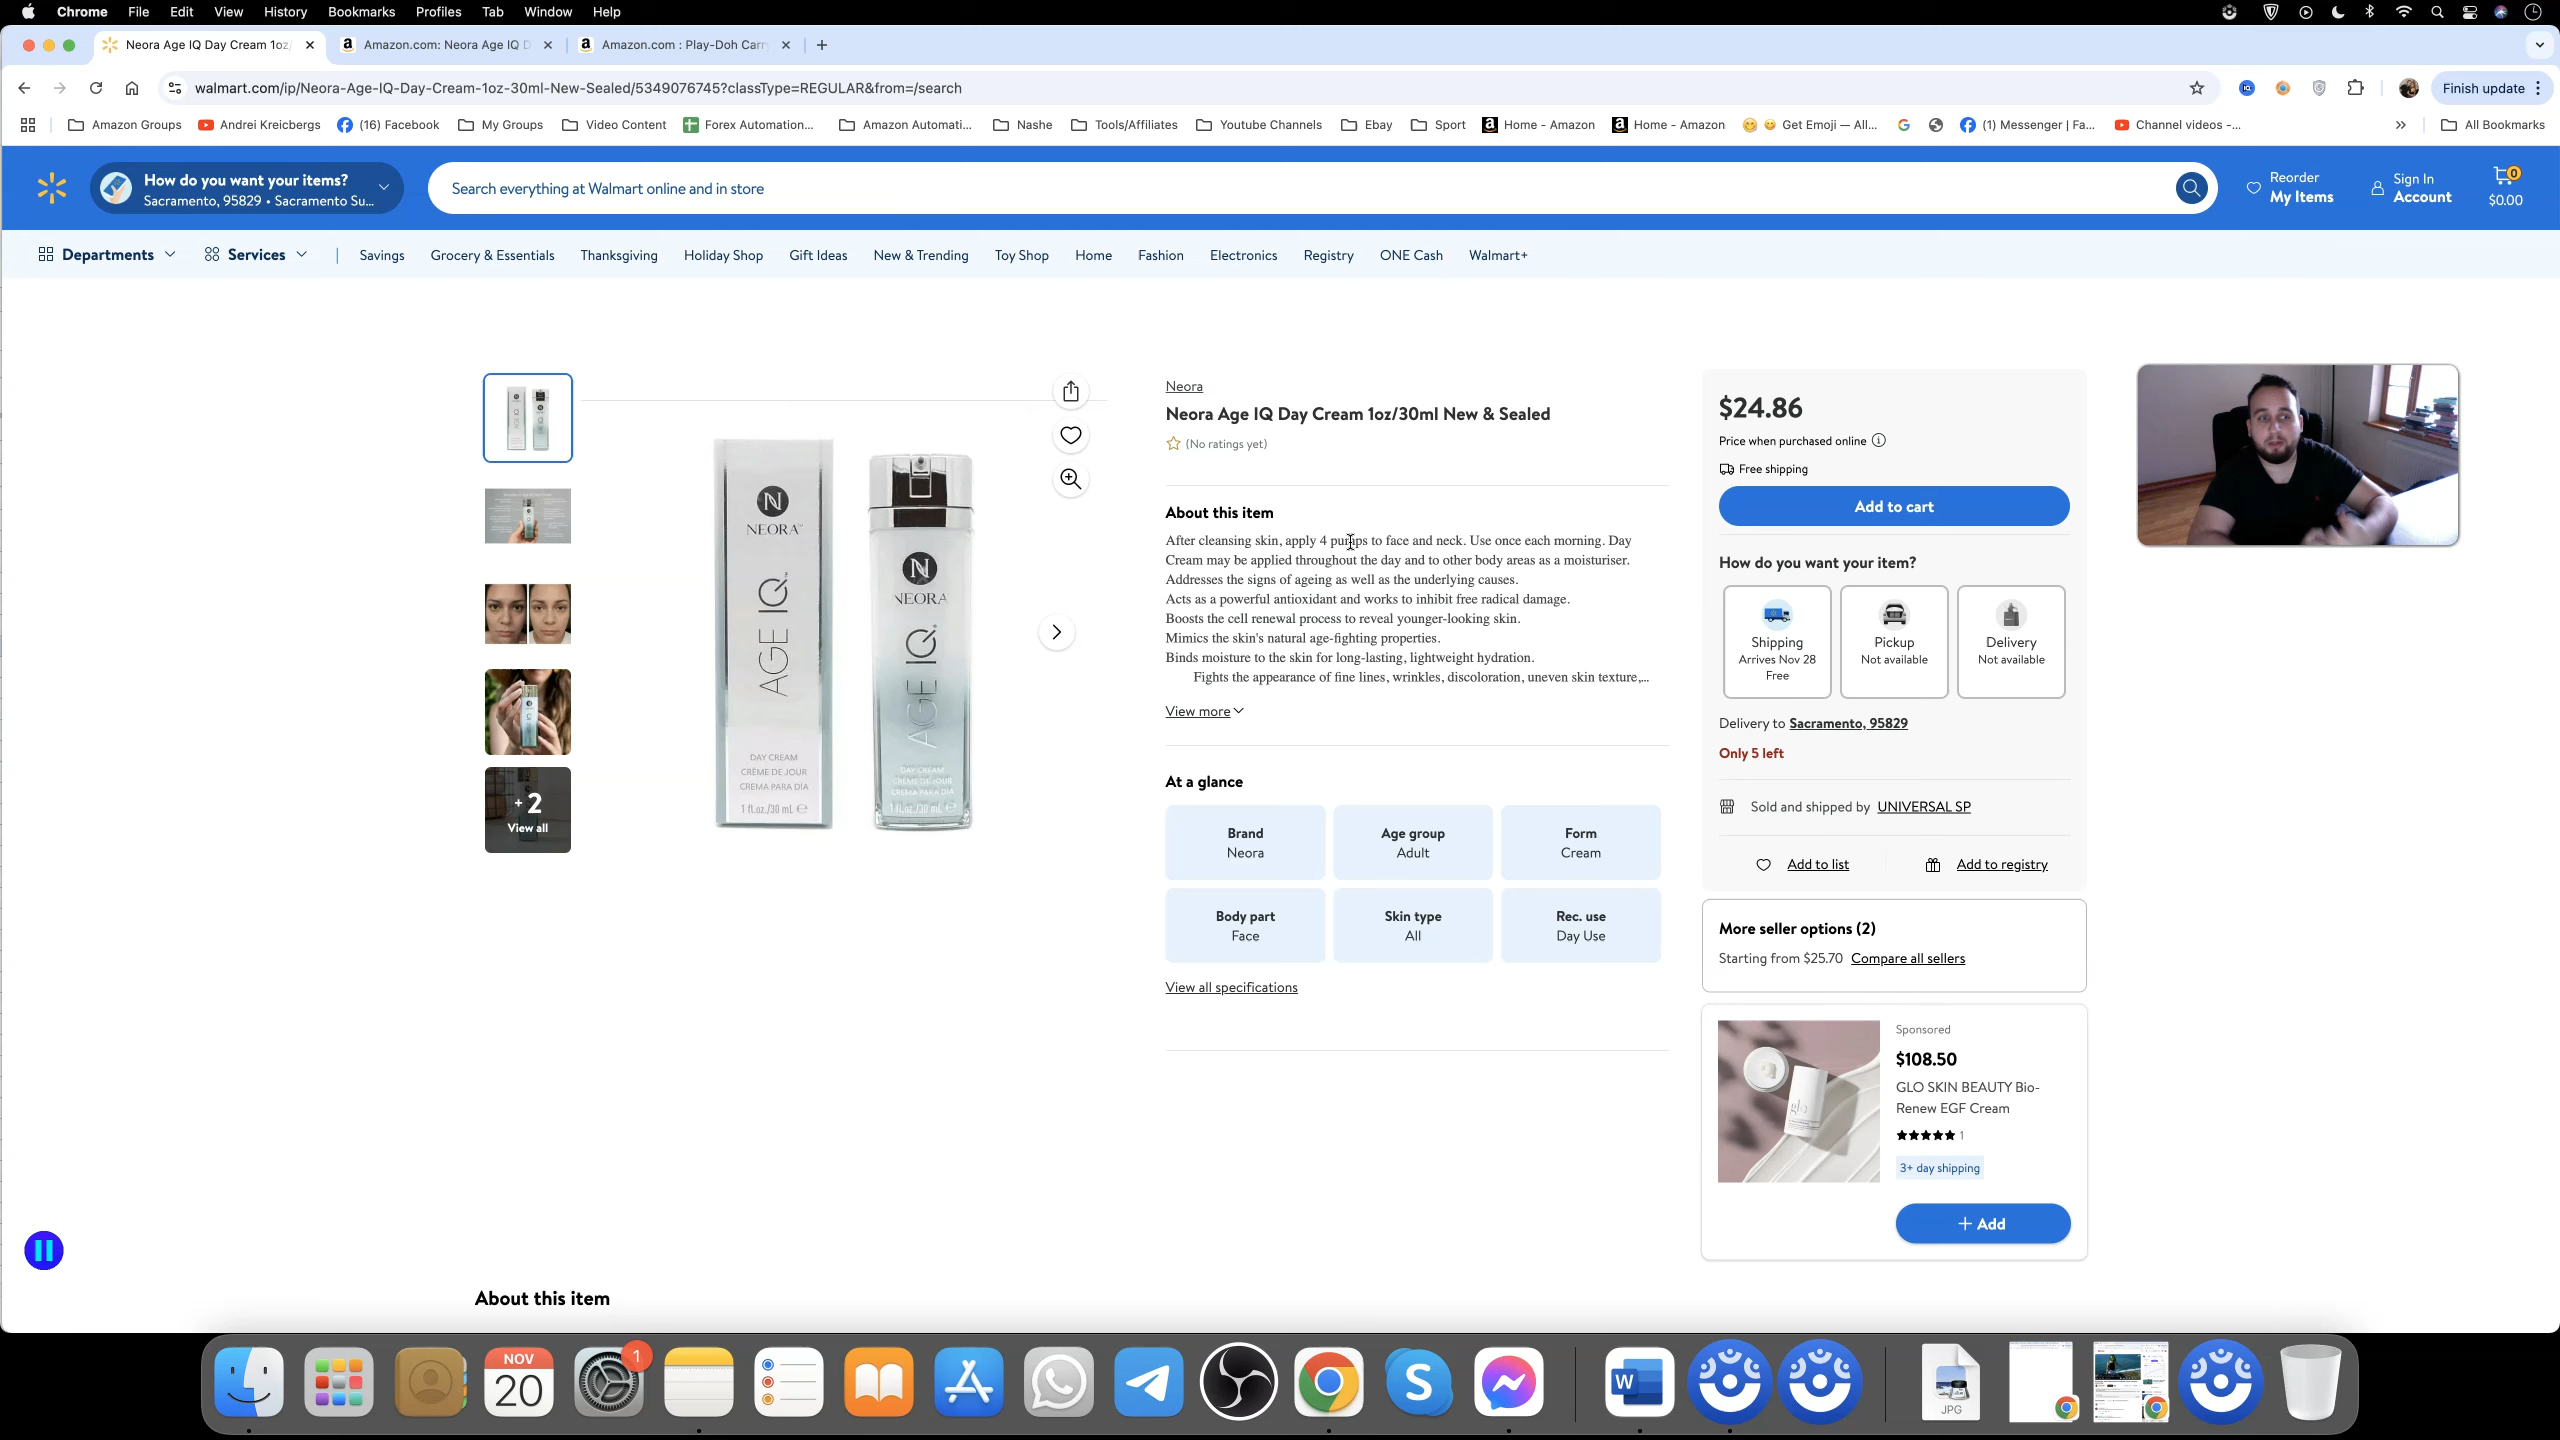 Chrome File Edit View History Bookmarks Profiles Tab Window Help
Neora Age IQ Day Cream 1oz/
Amazon.com: Neora Age IQ D
Amazon.com : Play-Doh Carr
walmart.com/ip/Neora-Age-IQ-Day-Cream-1oz-30ml-New-Sealed/5349076745?classType=REGULAR&from=/search
Finish update
Amazon Groups Andrei Kreicbergs (16) Facebook My Groups Video Content Forex Automation... Amazon Automati... Nashe Tools/Affiliates Youtube Channels Ebay Sport Home - Amazon Home - Amazon Get Emoji — All... (1) Messenger | Fa... Channel videos -... All Bookmarks
How do you want your items?
Sacramento, 95829 • Sacramento Su...
Search everything at Walmart online and in store
Reorder
My Items
Sign In
Account
0
$0.00
Departments Services Savings Grocery & Essentials Thanksgiving Holiday Shop Gift Ideas New & Trending Toy Shop Home Fashion Electronics Registry ONE Cash Walmart+
+2
View all
N
NEORA
AGE IQ
DAY CREAM
CRÈME DE JOUR
CREMA PARA DÍA
1 fl.oz./30 mL ℮
N
NEORA
AGE IQ
DAY CREAM
CRÈME DE JOUR
CREMA PARA DÍA
1 fl.oz./30 mL ℮
Neora
Neora Age IQ Day Cream 1oz/30ml New & Sealed
(No ratings yet)
About this item
After cleansing skin, apply 4 pumps to face and neck. Use once each morning. Day
Cream may be applied throughout the day and to other body areas as a moisturiser.
Addresses the signs of ageing as well as the underlying causes.
Acts as a powerful antioxidant and works to inhibit free radical damage.
Boosts the cell renewal process to reveal younger-looking skin.
Mimics the skin's natural age-fighting properties.
Binds moisture to the skin for long-lasting, lightweight hydration.
Fights the appearance of fine lines, wrinkles, discoloration, uneven skin texture,...
View more
At a glance
Brand
Neora
Age group
Adult
Form
Cream
Body part
Face
Skin type
All
Rec. use
Day Use
View all specifications
$24.86
Price when purchased online
Free shipping
Add to cart
How do you want your item?
Shipping
Arrives Nov 28
Free
Pickup
Not available
Delivery
Not available
Delivery to Sacramento, 95829
Only 5 left
Sold and shipped by UNIVERSAL SP
Add to list
Add to registry
More seller options (2)
Starting from $25.70 Compare all sellers
Sponsored
$108.50
GLO SKIN BEAUTY Bio-
Renew EGF Cream
★★★★★ 1
3+ day shipping
+ Add
glo
About this item
NOV
20
1
S
W
JPG